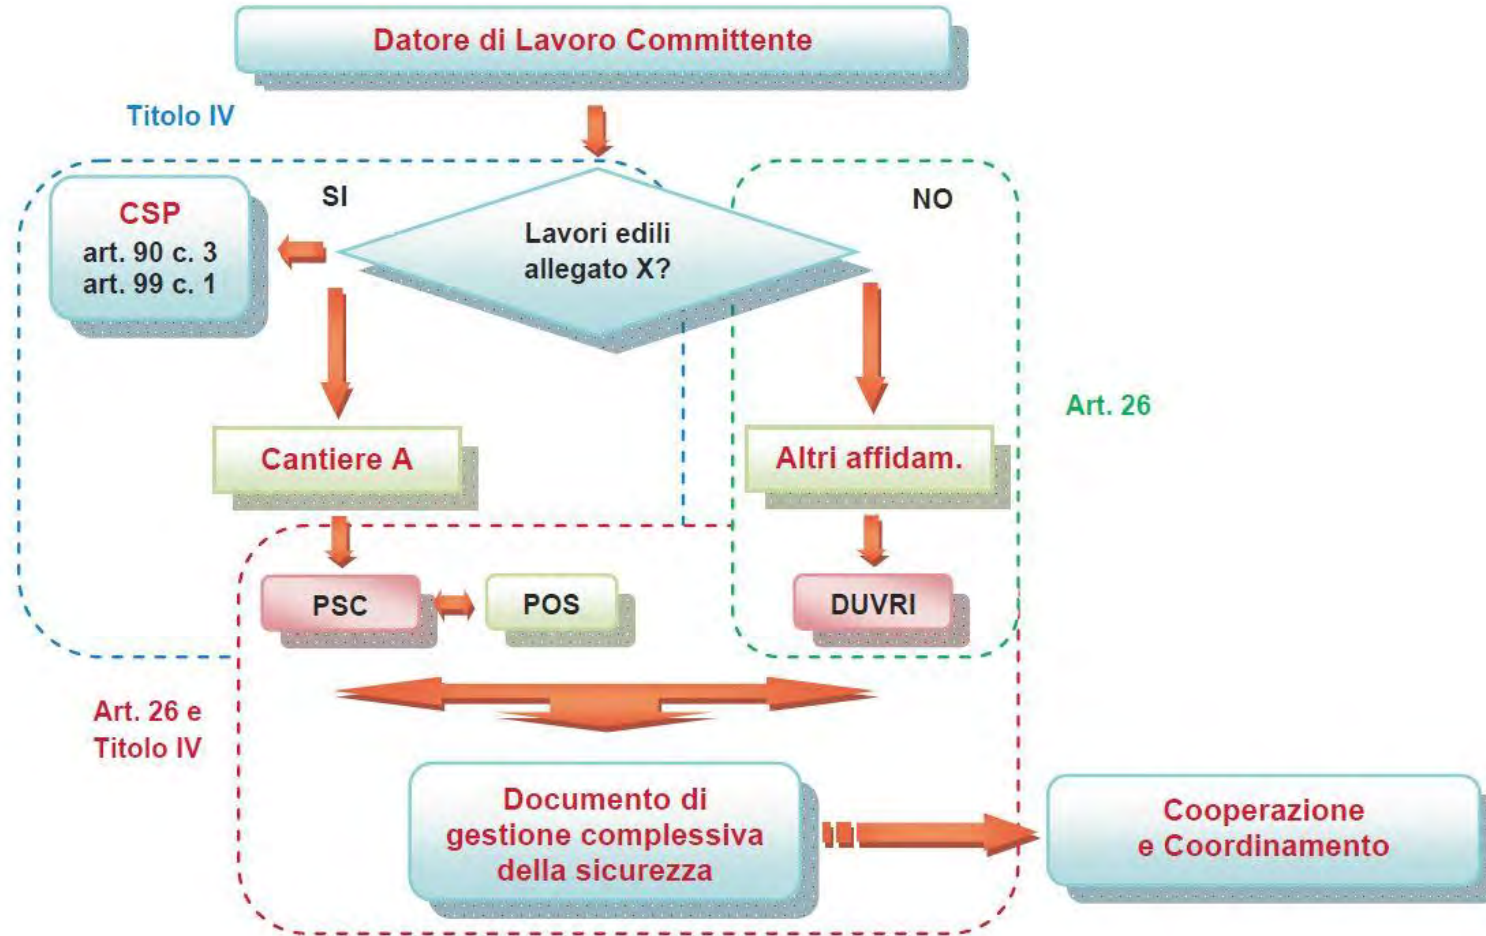 Datore di Lavoro Committente
Titolo IV
SI
NO
CSP
art. 90 c. 3
art. 99 c. 1
Lavori edili
allegato X?
Art. 26
Cantiere A
Altri affidam.
PSC
POS
DUVRI
Art. 26 e
Titolo IV
Documento di
gestione complessiva
della sicurezza
Cooperazione
e Coordinamento